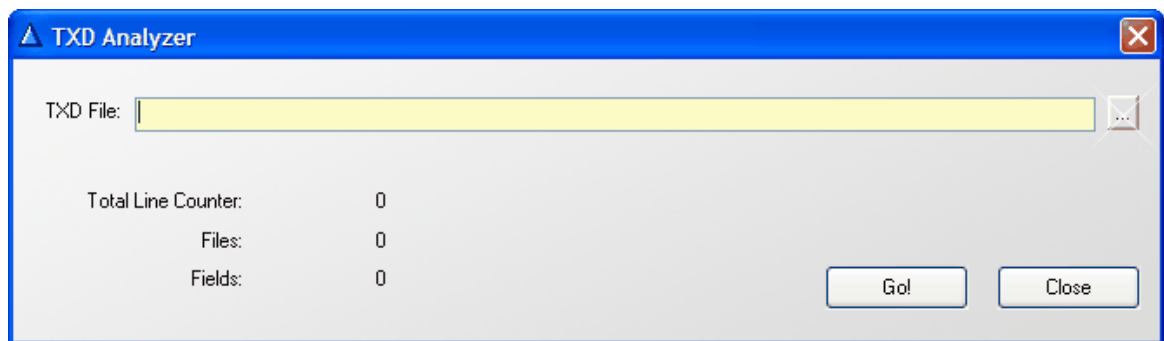 TXD Analyzer
TXD File:
...
Total Line Counter: 0
Files: 0
Fields: 0
Go! Close